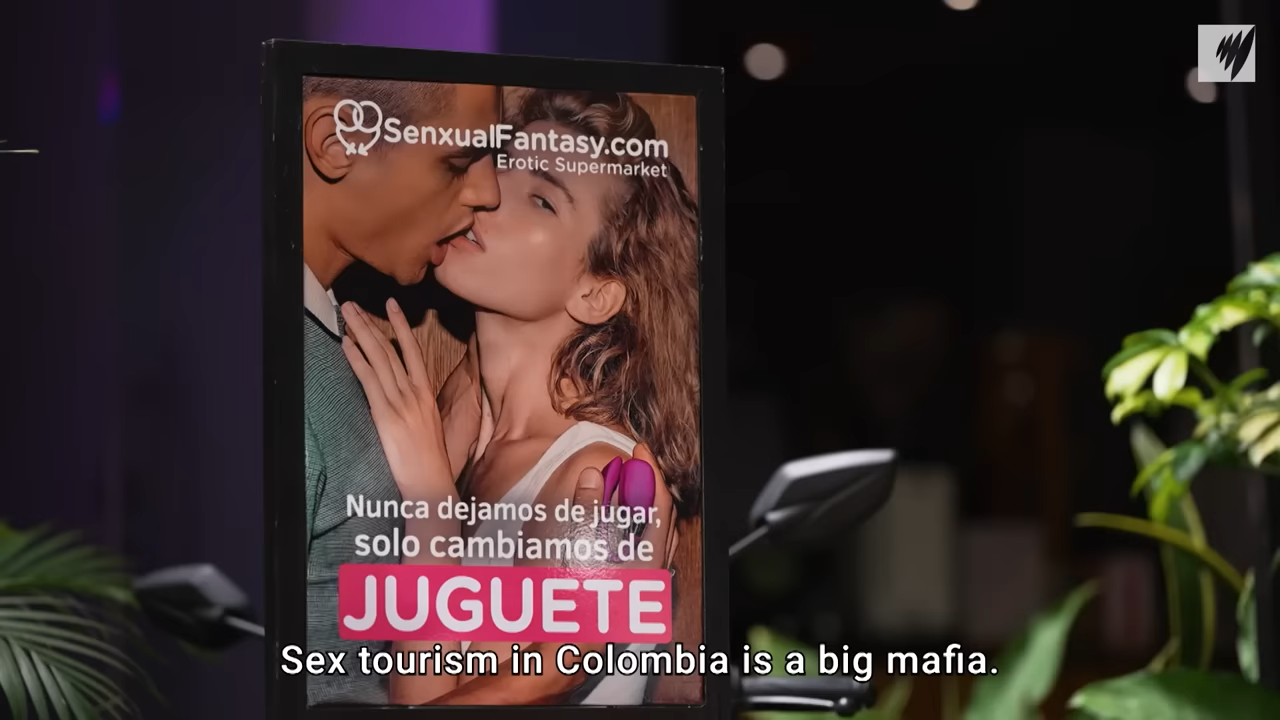 SenxualFantasy.com
Erotic Supermarket
Nunca dejamos de jugar,
solo cambiamos de
JUGUETE
Sex tourism in Colombia is a big mafia.